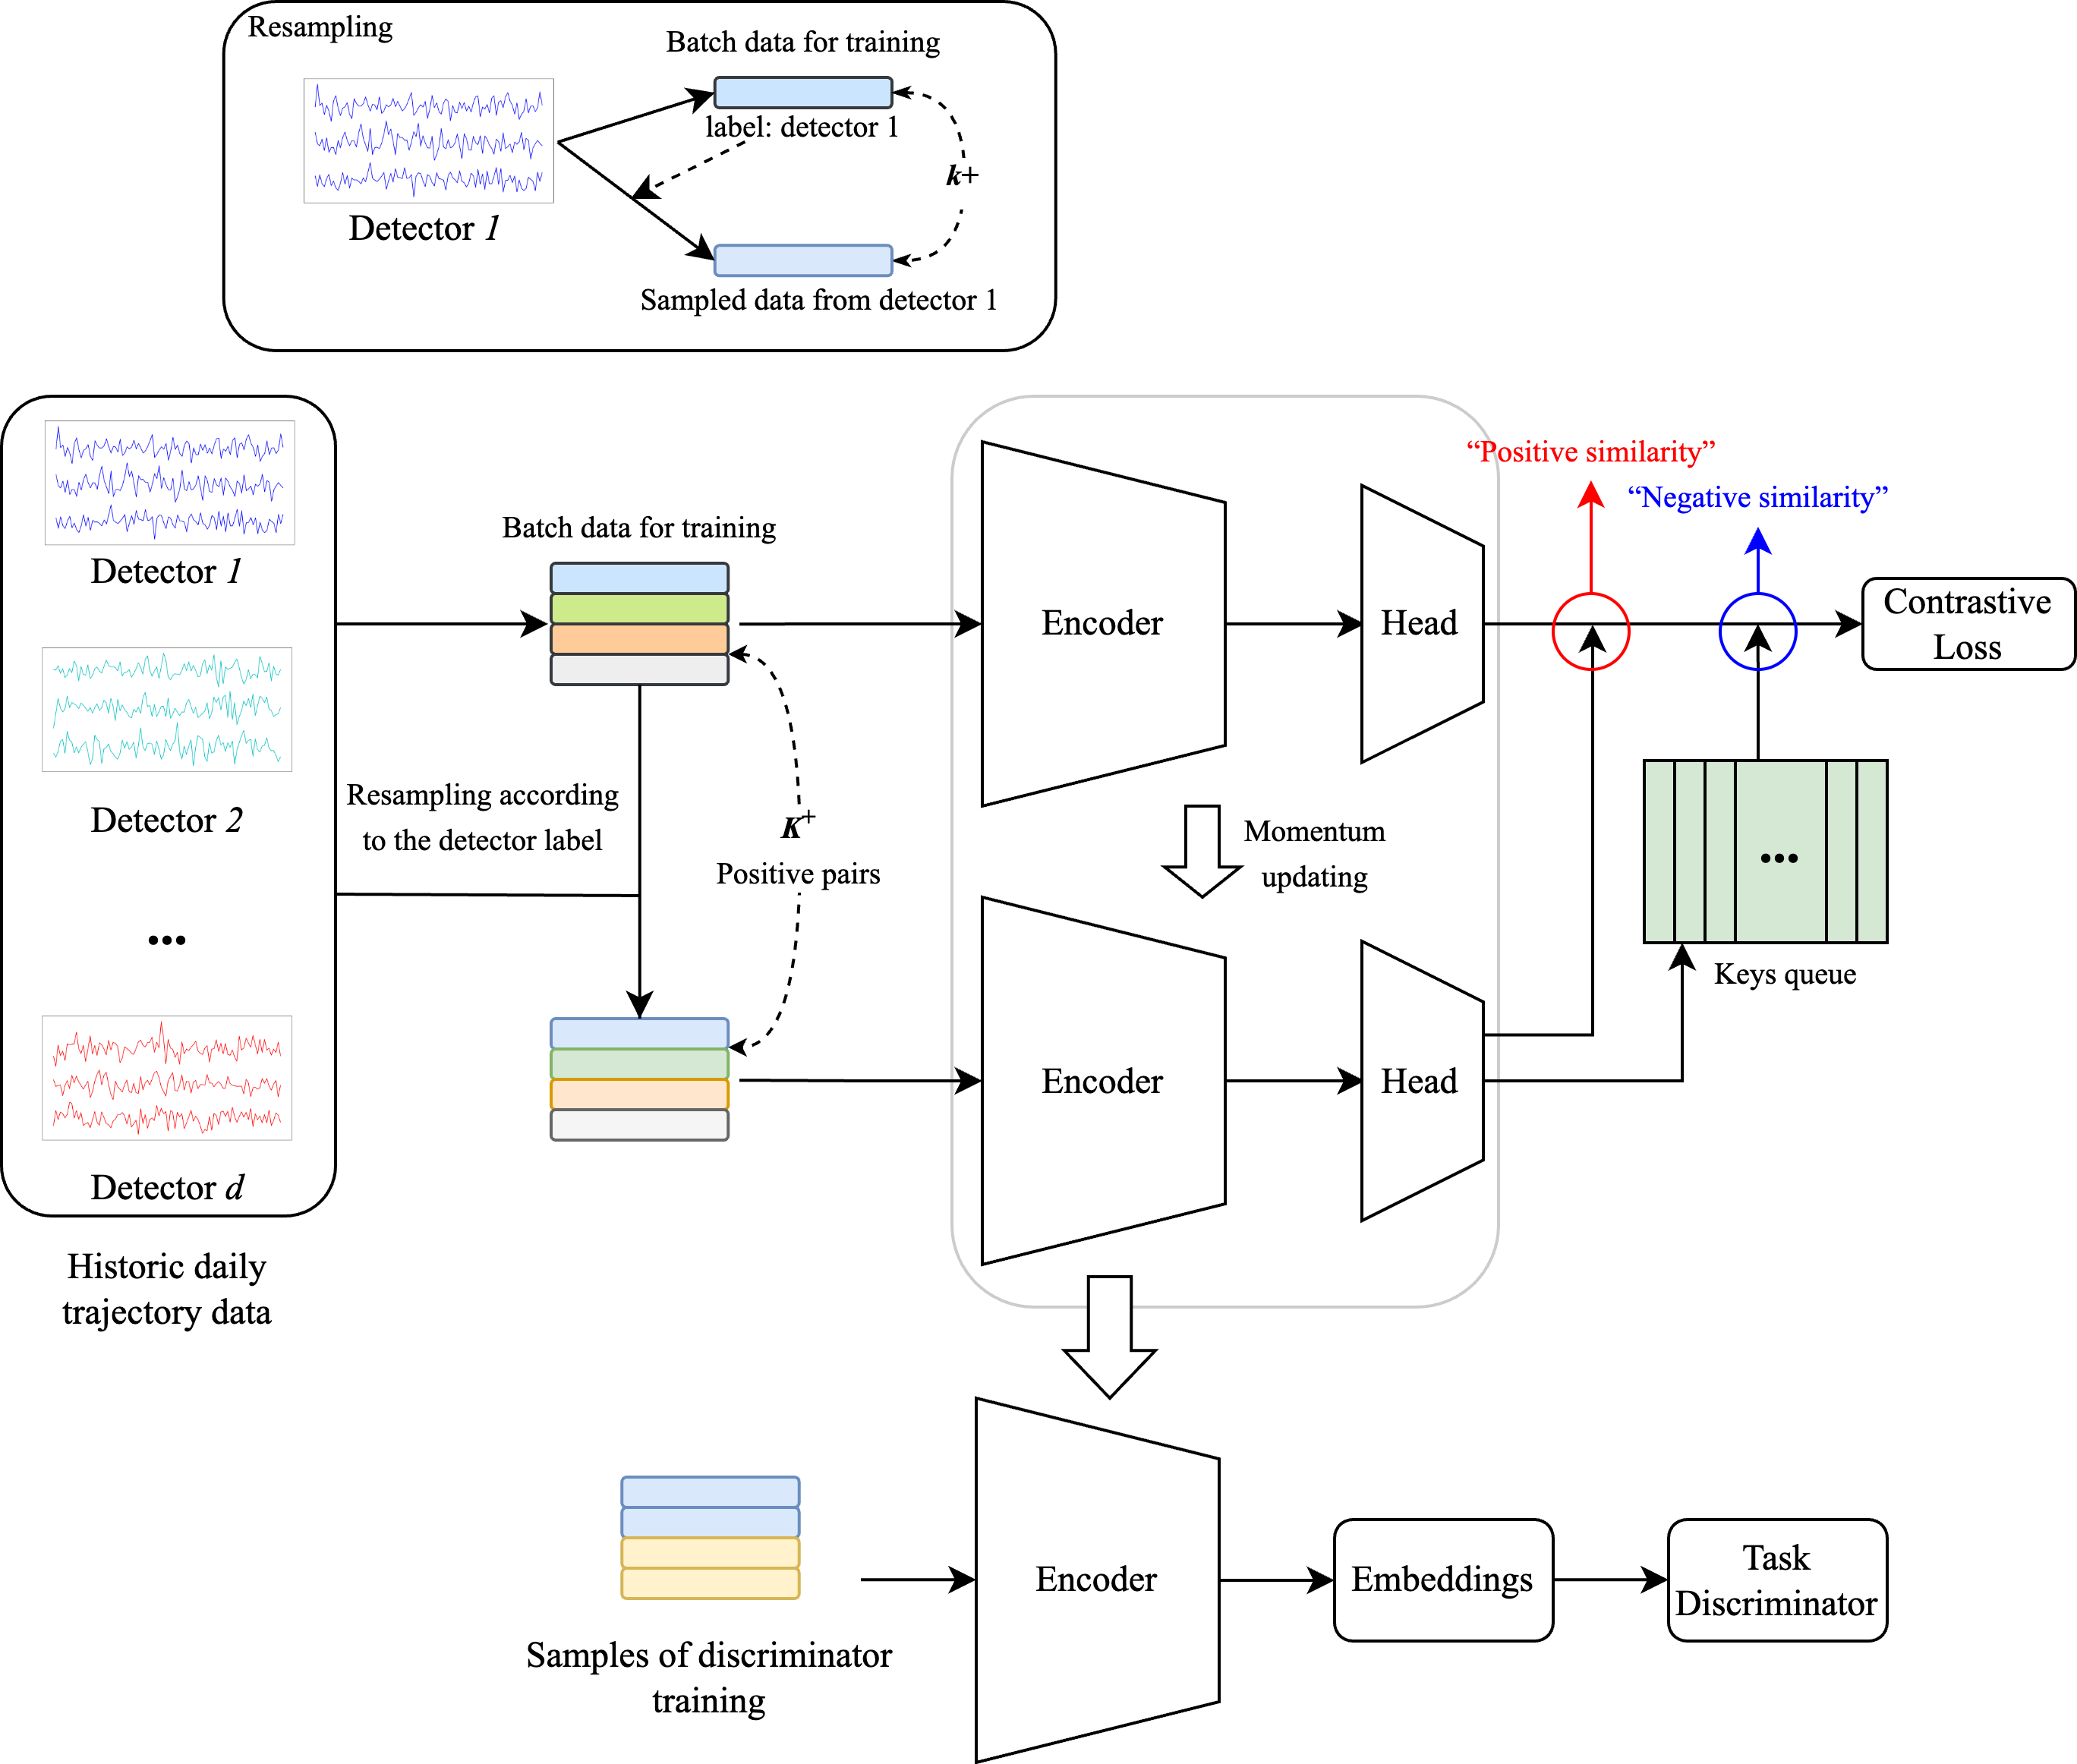 Resampling
Batch data for training
label: detector 1
k+
Detector 1
Sampled data from detector 1
Detector 1
Detector 2
...
Detector d
Historic daily
trajectory data
Batch data for training
Resampling according
to the detector label
K+
Positive pairs
Encoder
Head
Momentum
updating
Encoder
Head
“Positive similarity”
“Negative similarity”
Contrastive
Loss
...
Keys queue
Samples of discriminator
training
Encoder
Embeddings
Task
Discriminator